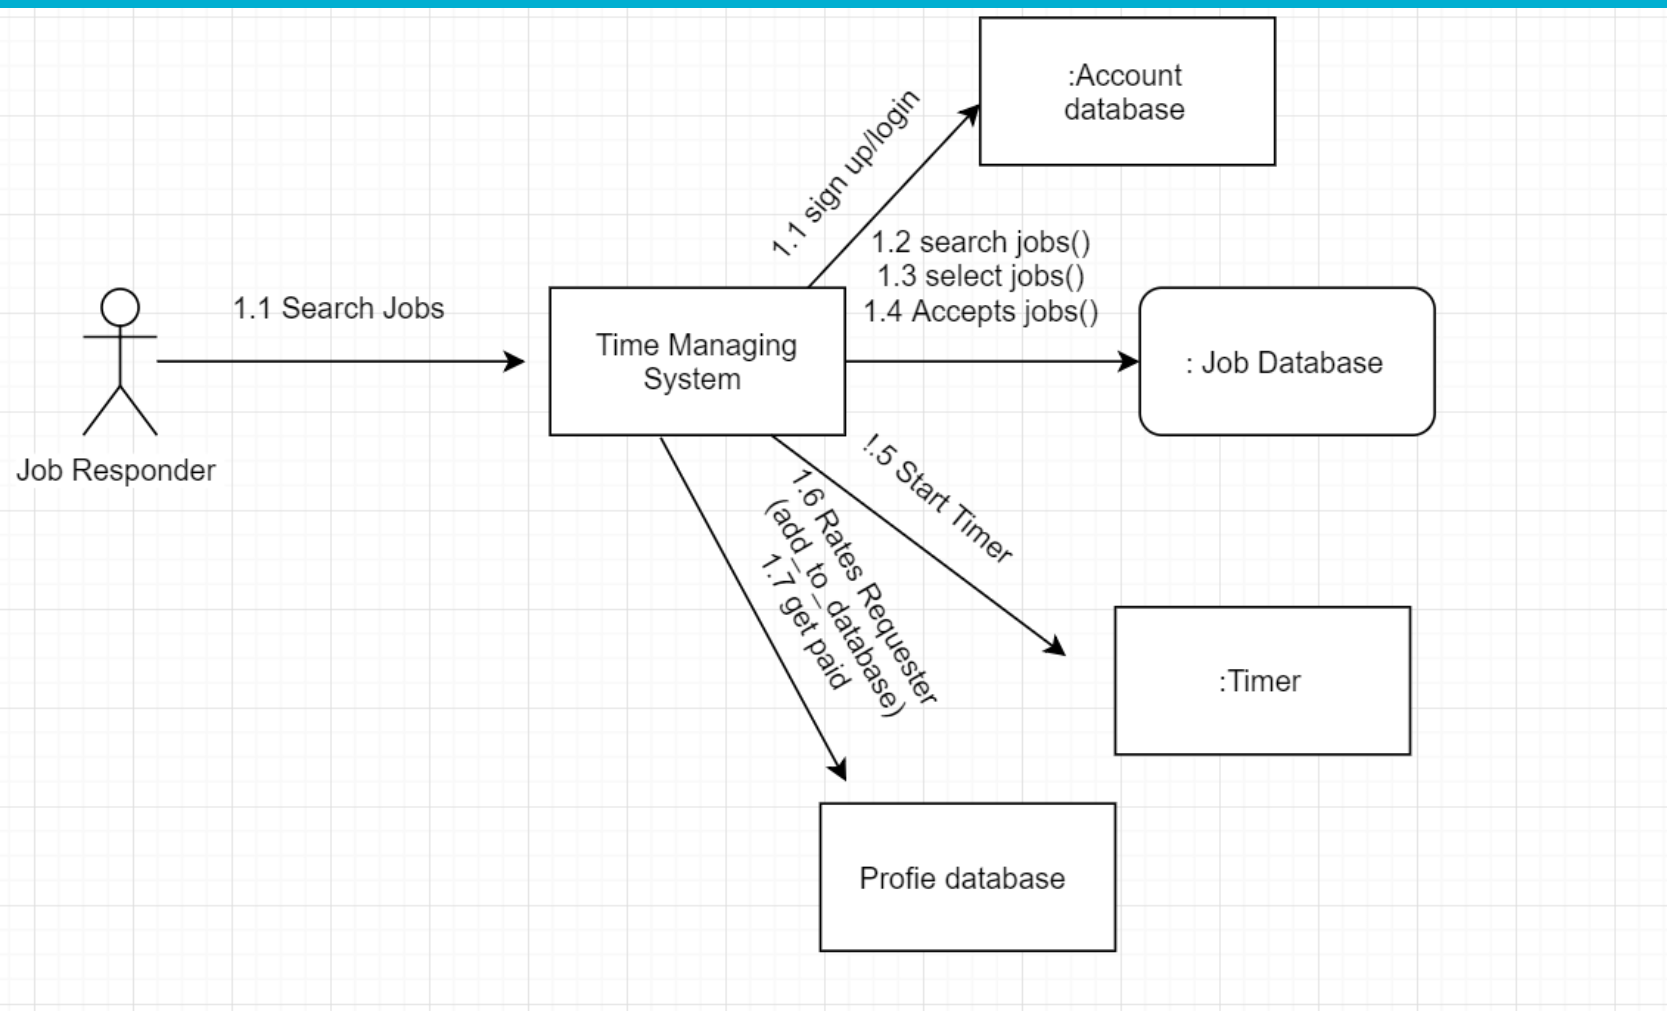 :Account
database
1.1 sign up/login
1.2 search jobs()
1.3 select jobs()
1.4 Accepts jobs()
1.1 Search Jobs
Time Managing
System
: Job Database
Job Responder
!.5 Start Timer
1.6 Rates Requester
(add_to_database)
1.7 get paid
:Timer
Profie database